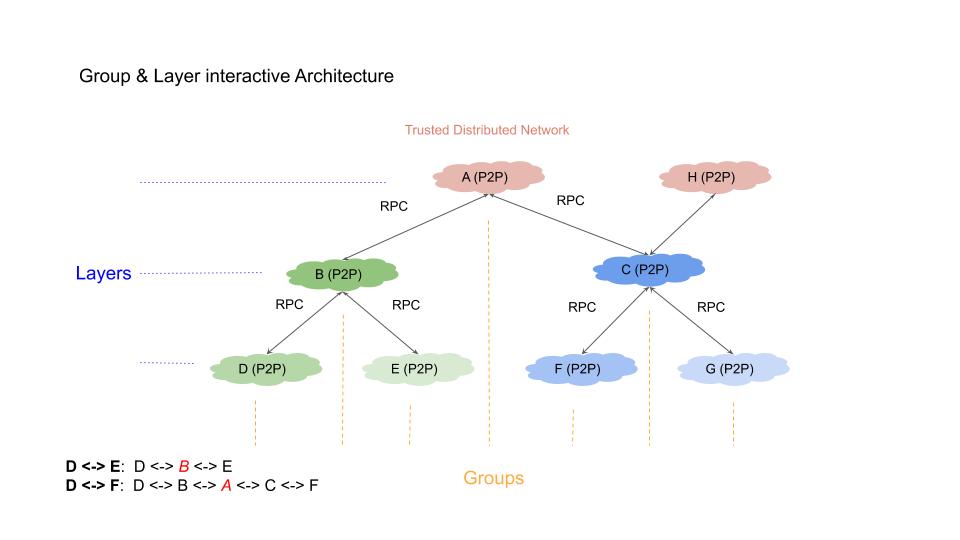 Group & Layer interactive Architecture
Trusted Distributed Network
A (P2P)
H (P2P)
RPC
RPC
Layers
B (P2P)
C (P2P)
RPC
RPC
RPC
RPC
D (P2P)
E (P2P)
F (P2P)
G (P2P)
D <-> E: D <-> B <-> E
D <-> F: D <-> B <-> A <-> C <-> F
Groups